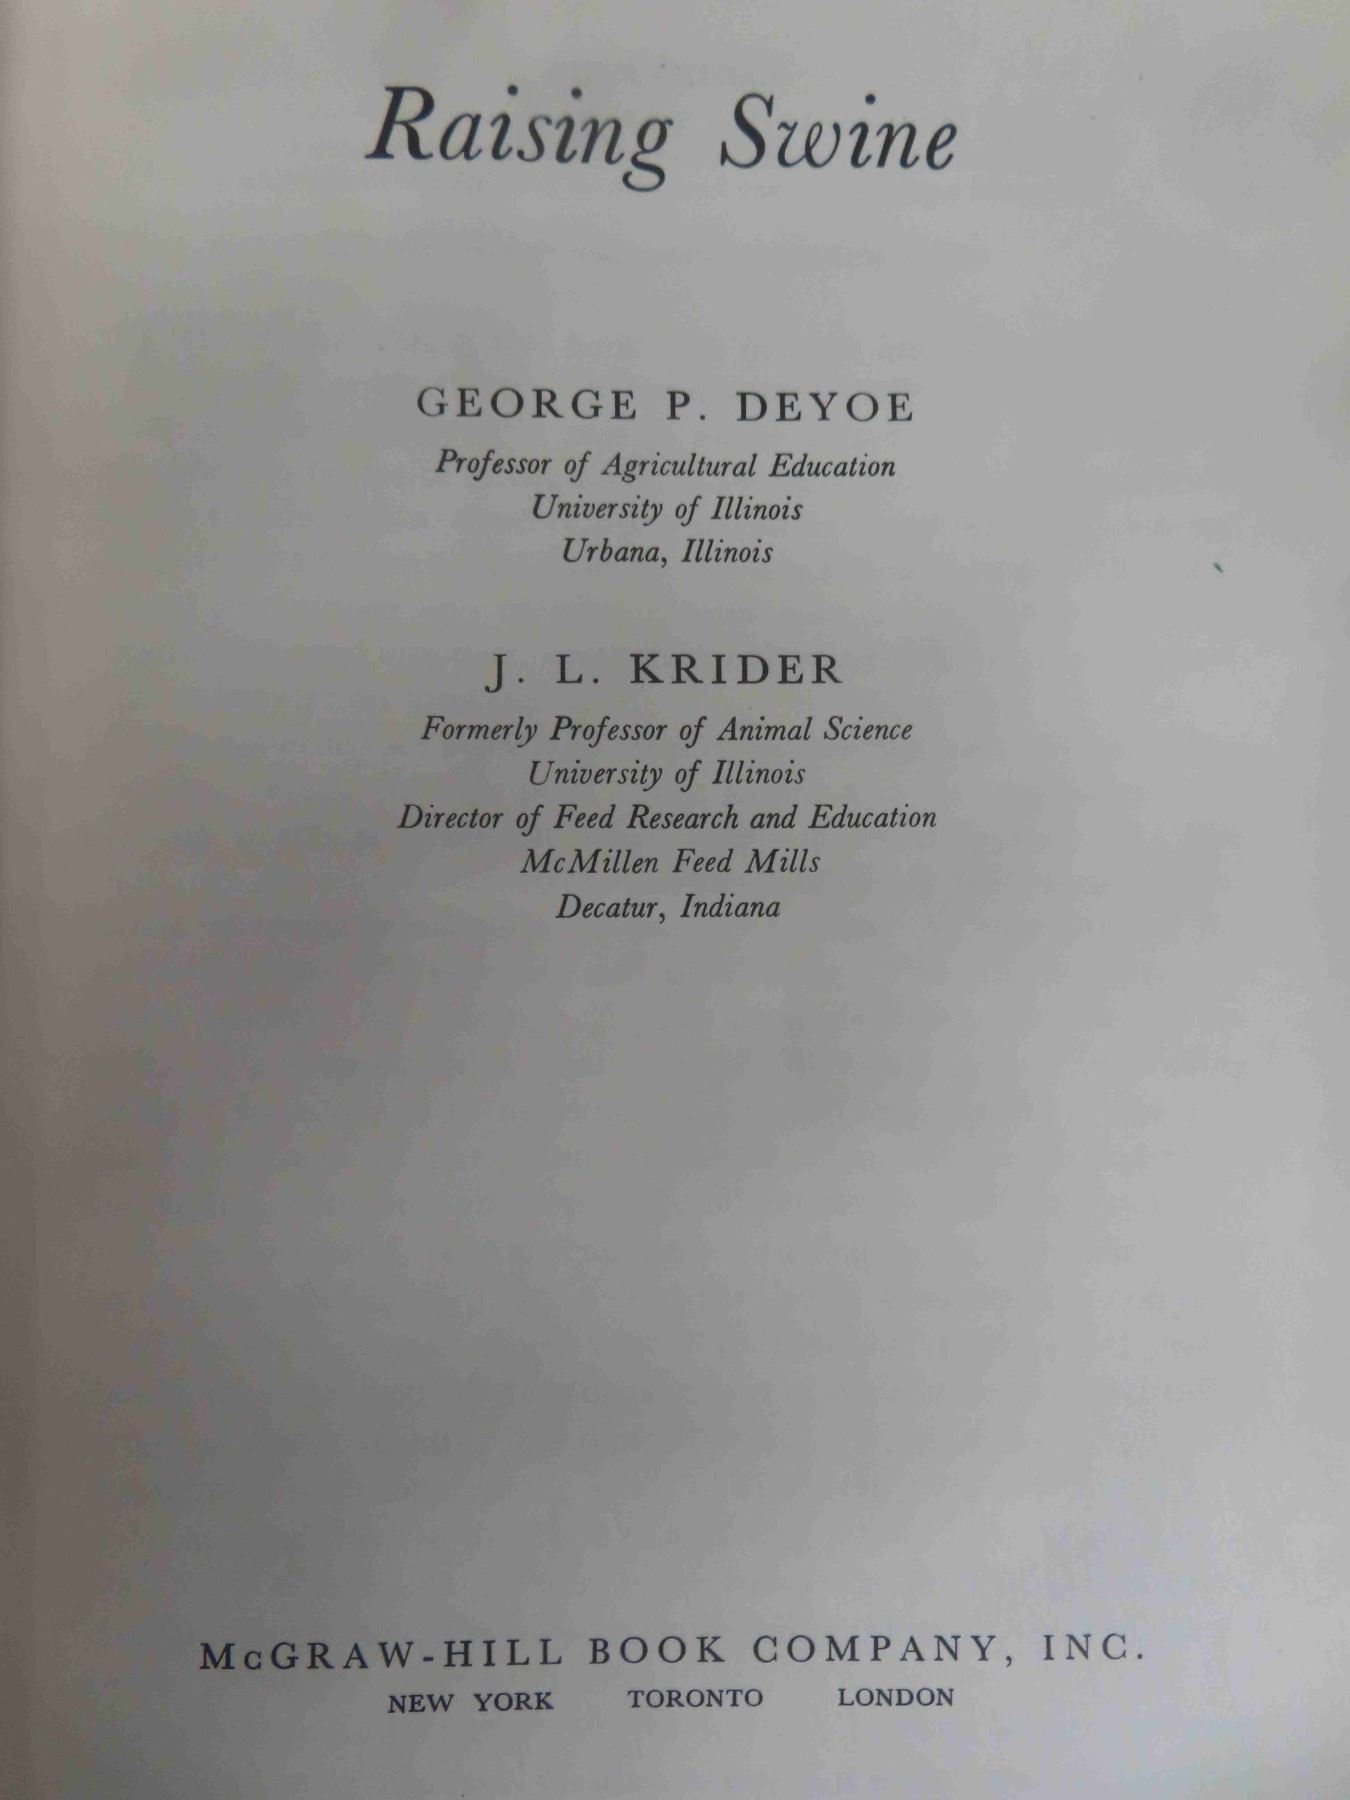 Raising Swine
GEORGE P. DEYOE
Professor of Agricultural Education
University of Illinois
Urbana, Illinois
J. L. KRIDER
Formerly Professor of Animal Science
University of Illinois
Director of Feed Research and Education
McMillen Feed Mills
Decatur, Indiana
McGRAW-HILL BOOK COMPANY, INC.
NEW YORK TORONTO LONDON